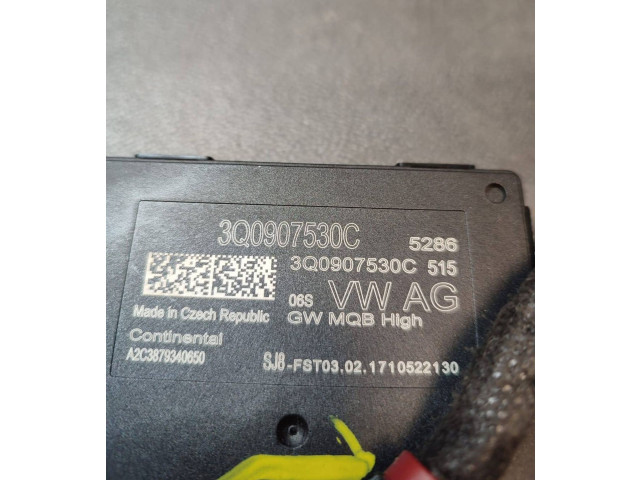 3Q0907530C
5286
3Q0907530C 515
06S VW AG
Made in Czech Republic
GW MQB High
Continental
A2C3879340650
SJ8-FST03.02.1710522130